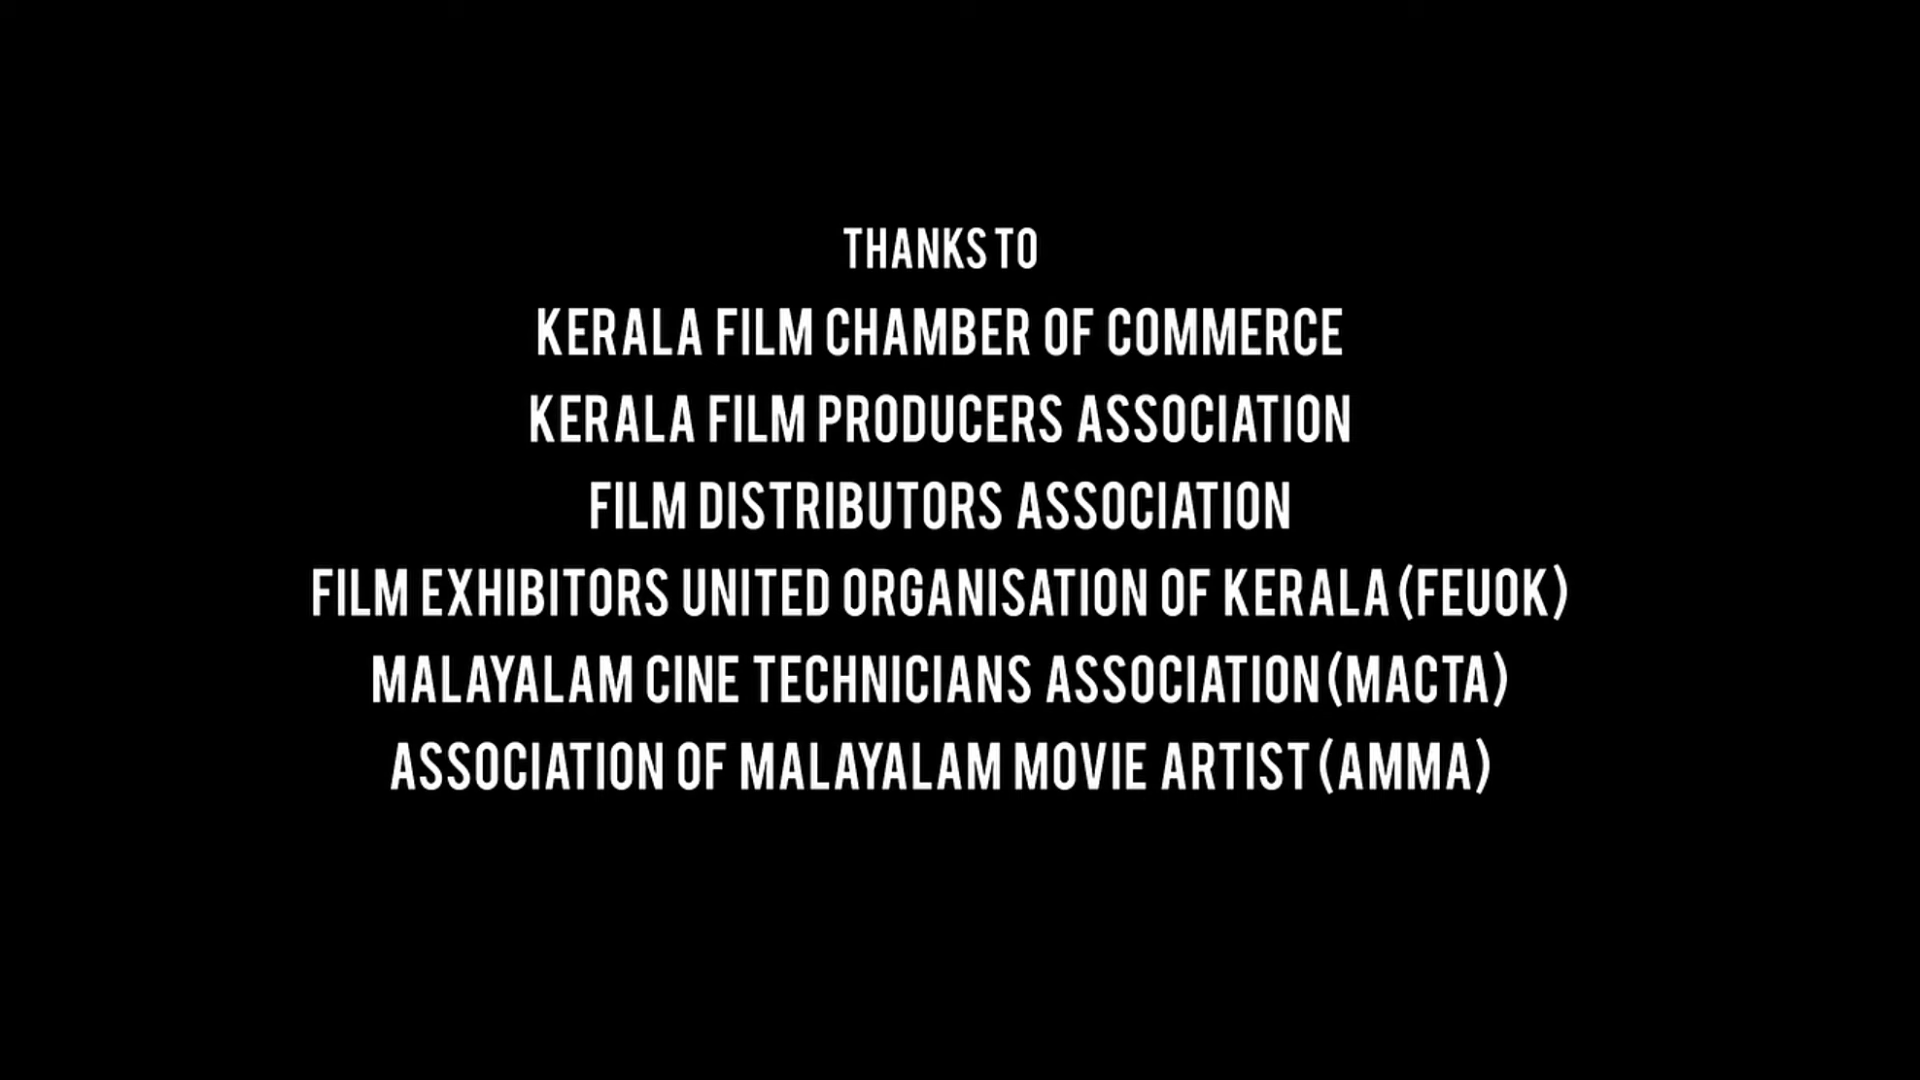 THANKS TO
KERALA FILM CHAMBER OF COMMERCE
KERALA FILM PRODUCERS ASSOCIATION
FILM DISTRIBUTORS ASSOCIATION
FILM EXHIBITORS UNITED ORGANISATION OF KERALA (FEUOK)
MALAYALAM CINE TECHNICIANS ASSOCIATION (MACTA)
ASSOCIATION OF MALAYALAM MOVIE ARTIST (AMMA)